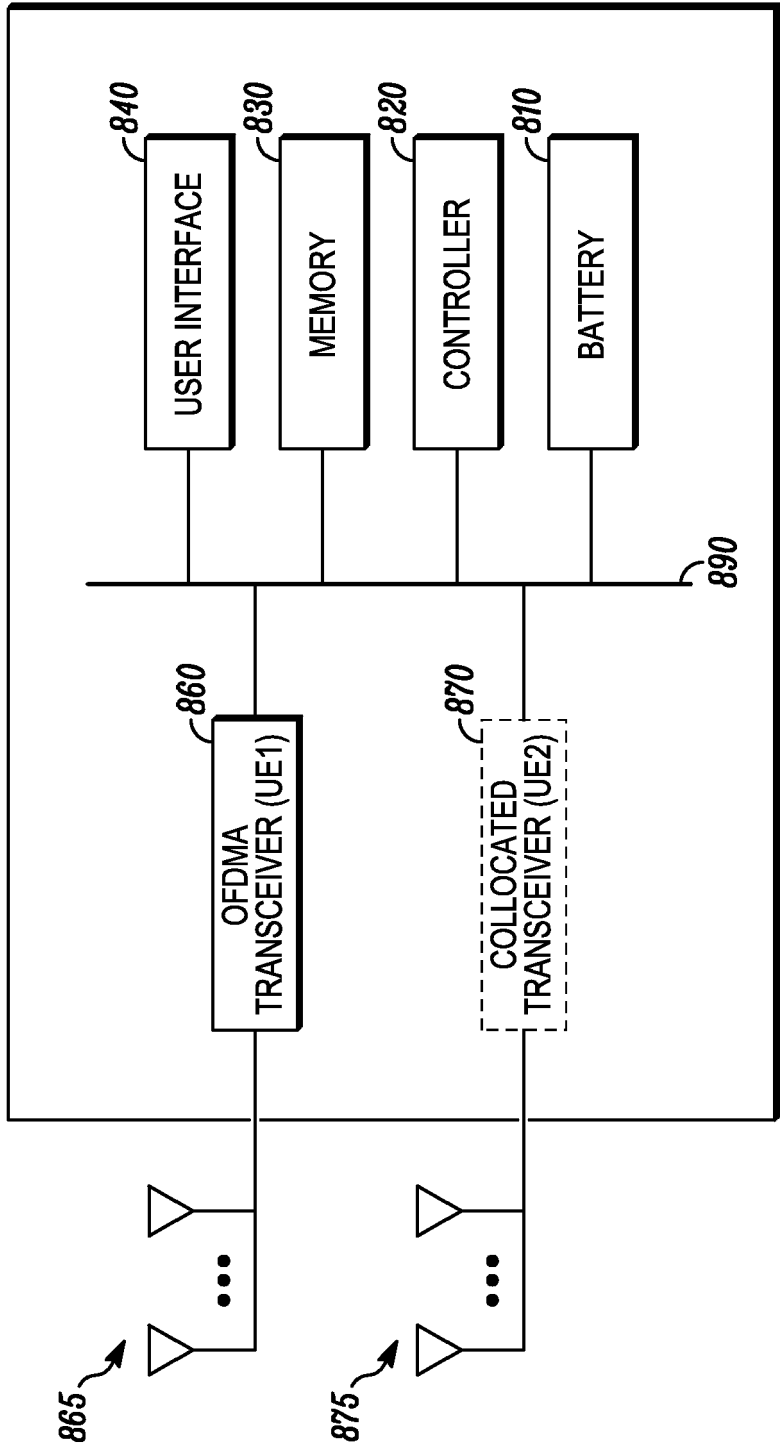 840
USER INTERFACE
830
MEMORY
820
CONTROLLER
810
BATTERY
890
860
OFDMA
TRANSCEIVER (UE1)
870
COLLOCATED
TRANSCEIVER (UE2)
865
875